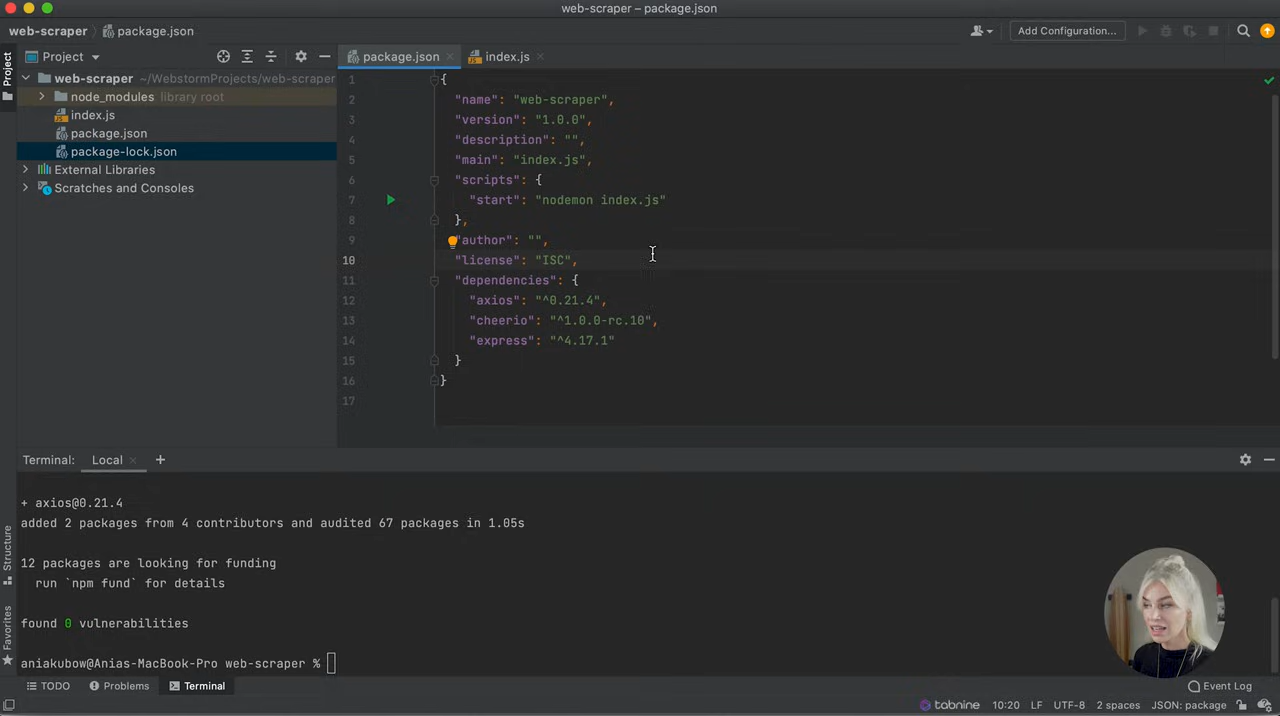 web-scraper – package.json
web-scraper
package.json
Add Configuration...
Project
Project
package.json
index.js
web-scraper ~/WebstormProjects/web-scraper
node_modules library root
index.js
package.json
package-lock.json
External Libraries
Scratches and Consoles
1 {
2 "name": "web-scraper",
3 "version": "1.0.0",
4 "description": "",
5 "main": "index.js",
6 "scripts": {
7 "start": "nodemon index.js"
8 },
9 "author": "",
10 "license": "ISC",
11 "dependencies": {
12 "axios": "^0.21.4",
13 "cheerio": "^1.0.0-rc.10",
14 "express": "^4.17.1"
15 }
16 }
17
Terminal: Local
+ axios@0.21.4
added 2 packages from 4 contributors and audited 67 packages in 1.05s
12 packages are looking for funding
run `npm fund` for details
found 0 vulnerabilities
aniakubow@Anias-MacBook-Pro web-scraper %
Structure
Favorites
TODO
Problems
Terminal
Event Log
tabnine
10:20
LF
UTF-8
2 spaces
JSON: package